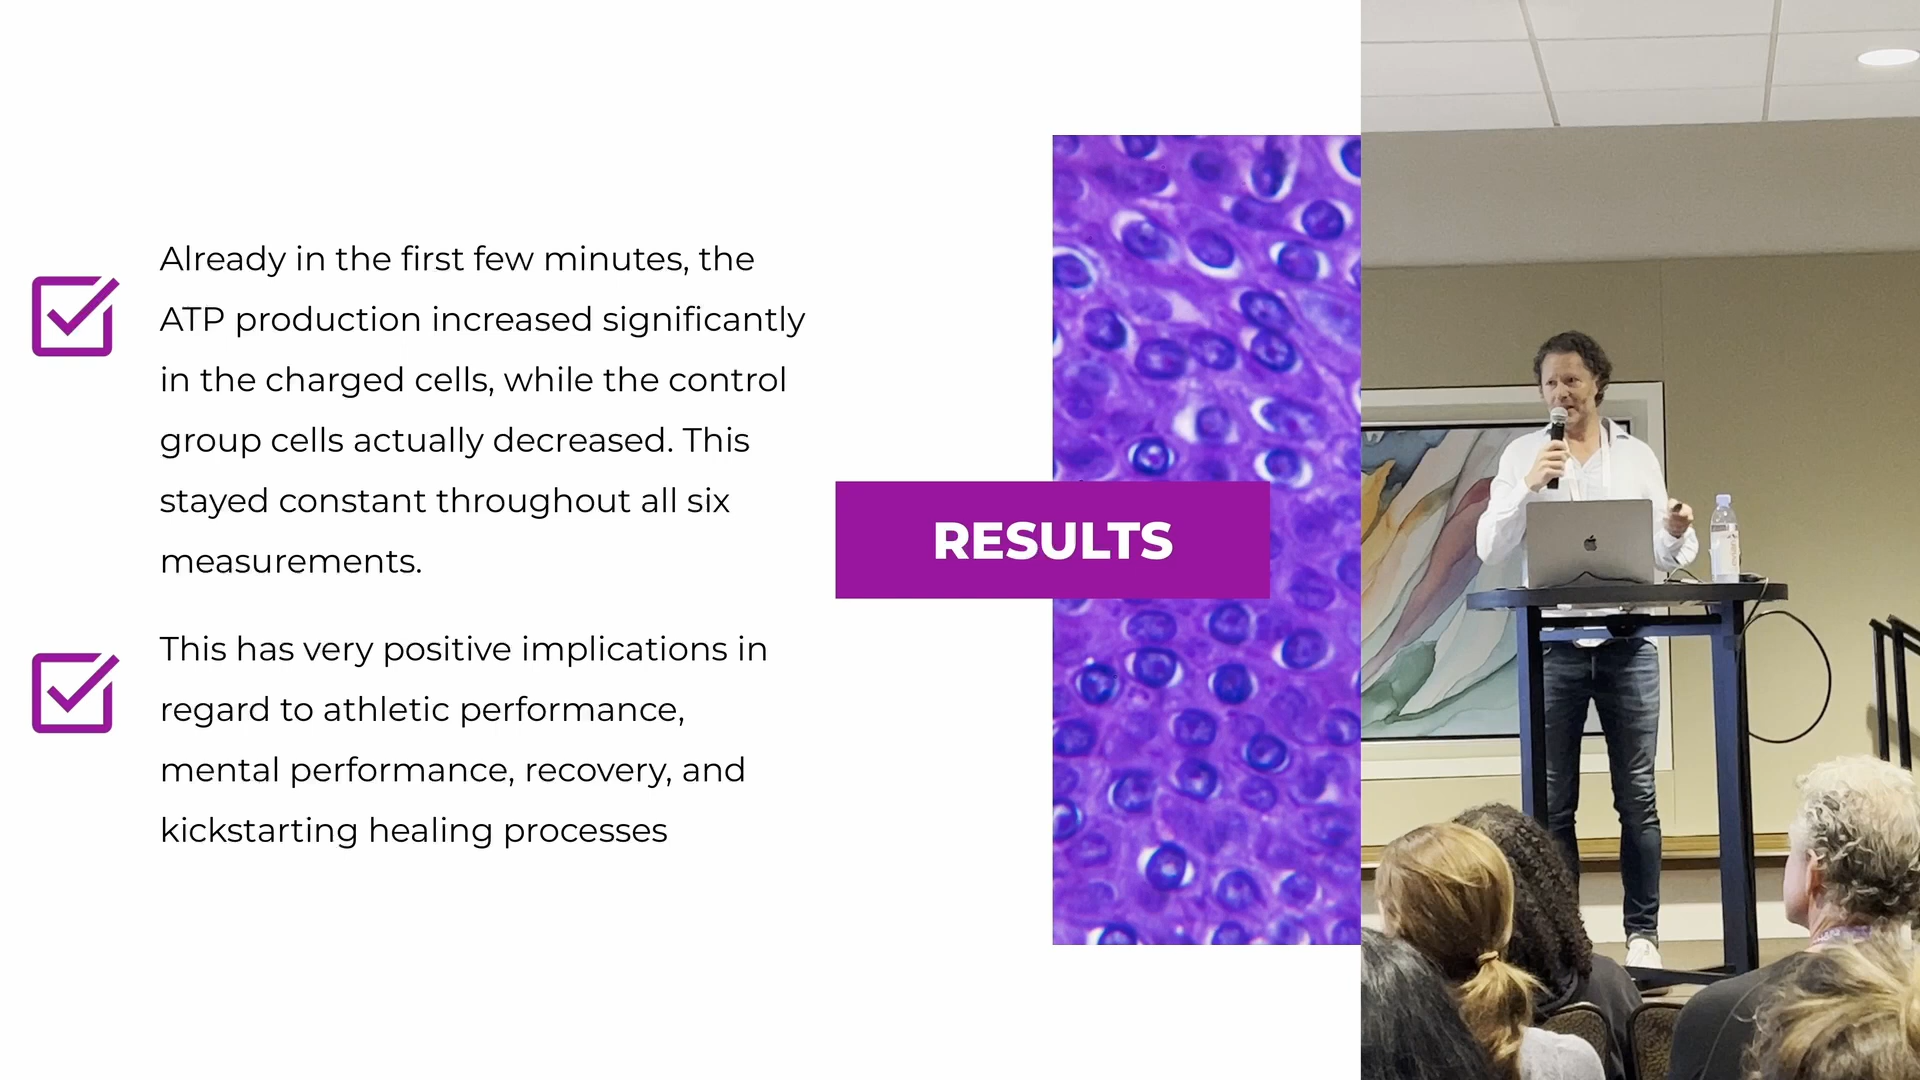 Already in the first few minutes, the
ATP production increased significantly
in the charged cells, while the control
group cells actually decreased. This
stayed constant throughout all six
measurements.
This has very positive implications in
regard to athletic performance,
mental performance, recovery, and
kickstarting healing processes
RESULTS